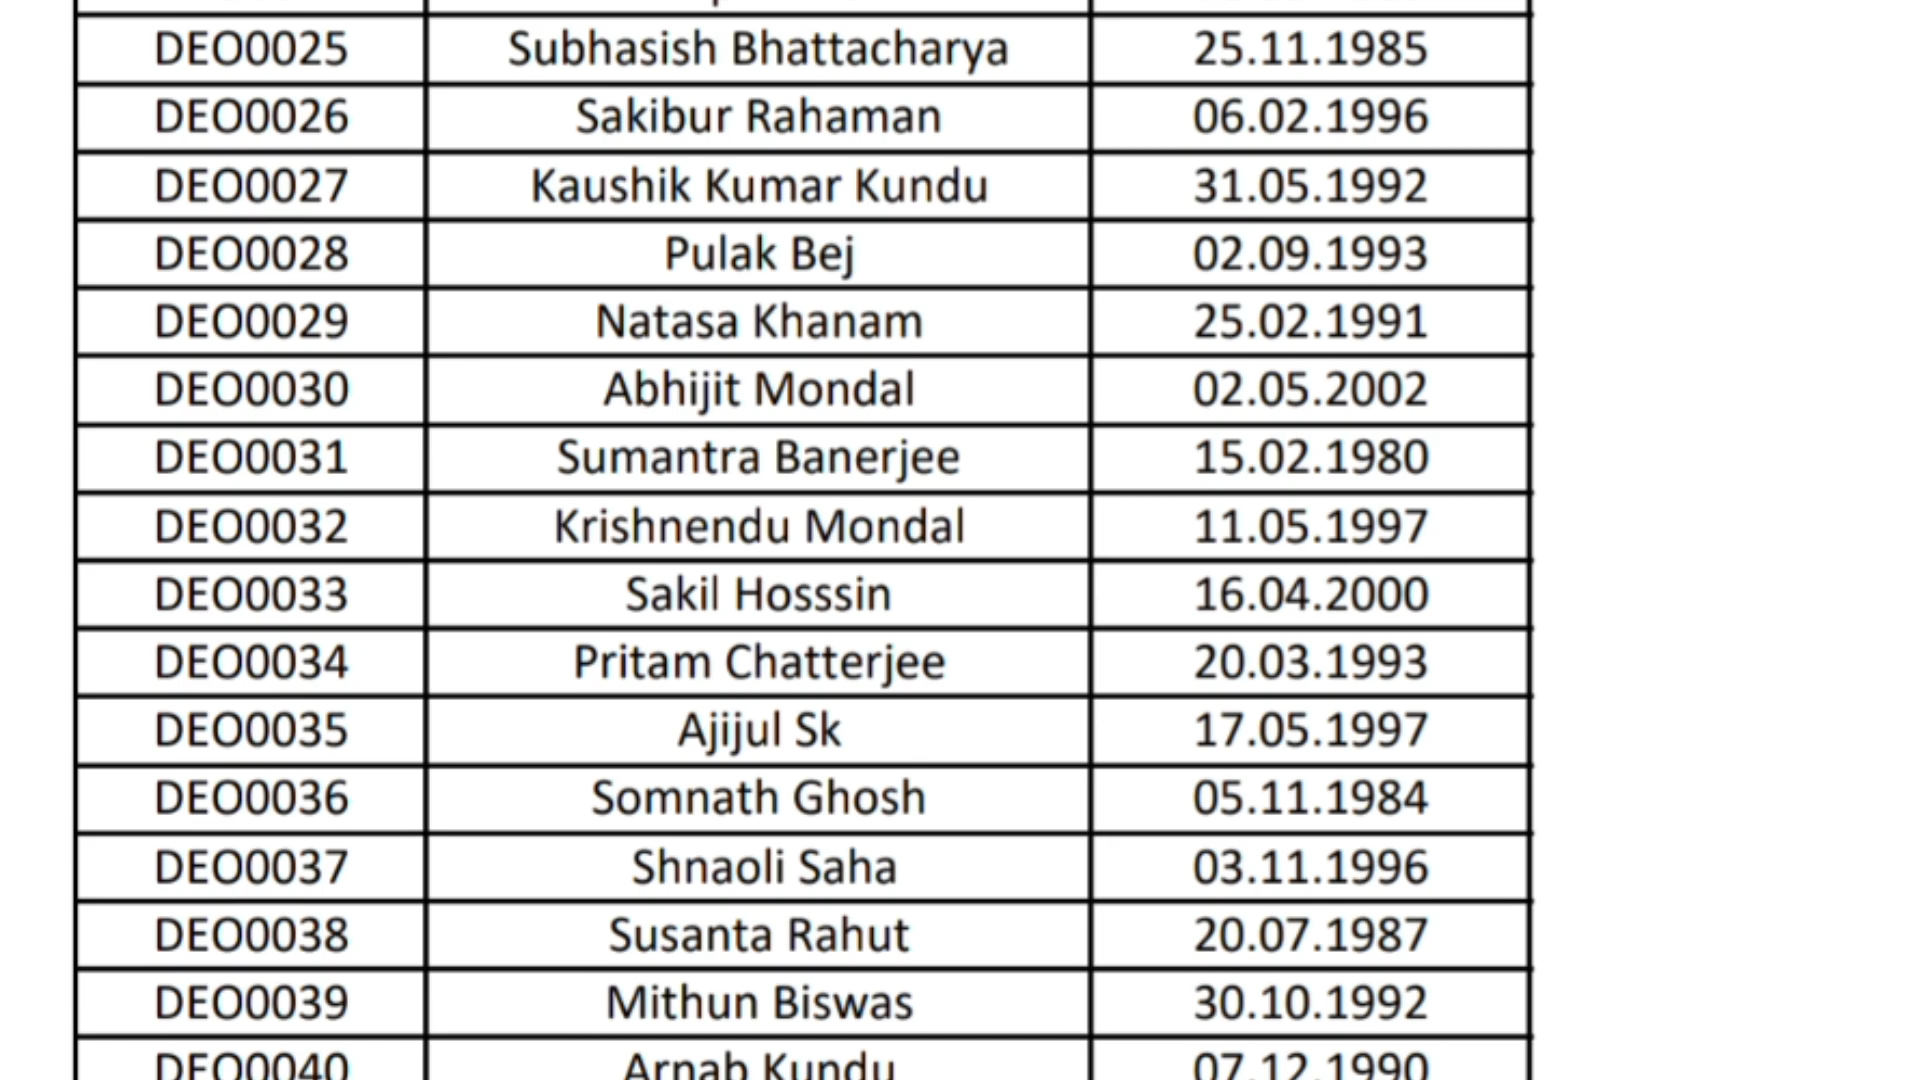 DEO0025 Subhasish Bhattacharya 25.11.1985
DEO0026 Sakibur Rahaman 06.02.1996
DEO0027 Kaushik Kumar Kundu 31.05.1992
DEO0028 Pulak Bej 02.09.1993
DEO0029 Natasa Khanam 25.02.1991
DEO0030 Abhijit Mondal 02.05.2002
DEO0031 Sumantra Banerjee 15.02.1980
DEO0032 Krishnendu Mondal 11.05.1997
DEO0033 Sakil Hosssin 16.04.2000
DEO0034 Pritam Chatterjee 20.03.1993
DEO0035 Ajijul Sk 17.05.1997
DEO0036 Somnath Ghosh 05.11.1984
DEO0037 Shnaoli Saha 03.11.1996
DEO0038 Susanta Rahut 20.07.1987
DEO0039 Mithun Biswas 30.10.1992
DEO0040 Arnab Kundu 07.12.1990